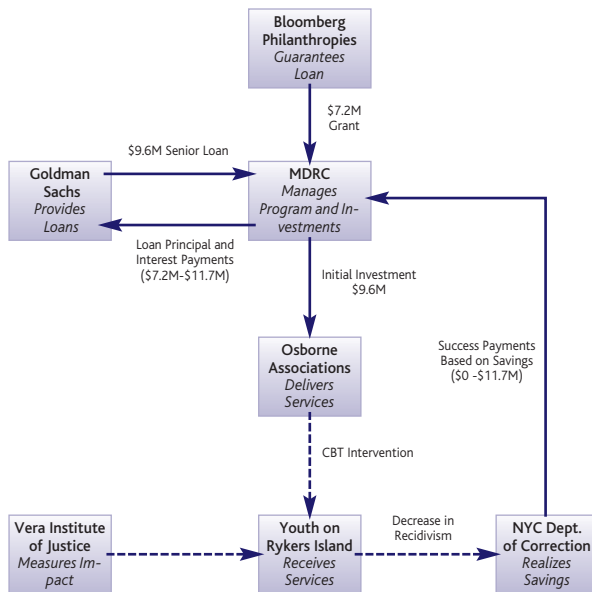 Bloomberg
Philanthropies
Guarantees
Loan
$7.2M
Grant
$9.6M Senior Loan
Goldman
Sachs
Provides
Loans
MDRC
Manages
Program and In-
vestments
Loan Principal and
Interest Payments
($7.2M-$11.7M)
Initial Investment
$9.6M
Osborne
Associations
Delivers
Services
Success Payments
Based on Savings
($0 -$11.7M)
CBT Intervention
Vera Institute
of Justice
Measures Im-
pact
Youth on
Rykers Island
Receives
Services
Decrease in
Recidivism
NYC Dept.
of Correction
Realizes
Savings